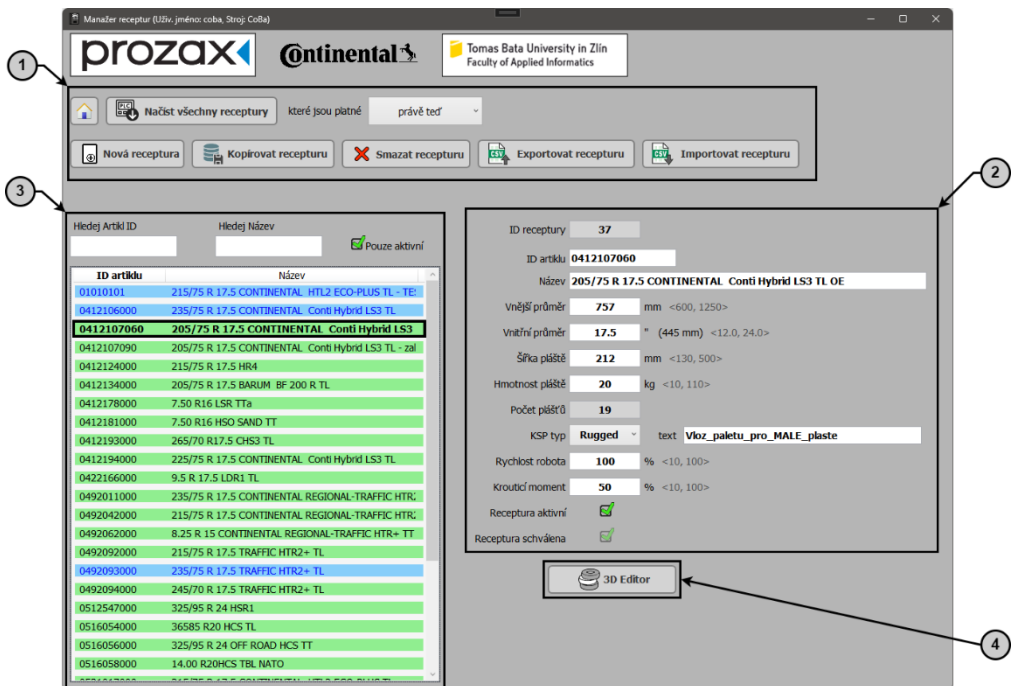 Manažer receptur (Uživ. jméno: coba, Stroj: CoBa)
prozax
Continental
Tomas Bata University in Zlín
Faculty of Applied Informatics
1
Načíst všechny receptury které jsou platné právě teď
Nová receptura Kopírovat recepturu Smazat recepturu CSV Exportovat recepturu CSV Importovat recepturu
2
3
Hledej Artikl ID Hledej Název
Pouze aktivní
ID artiklu Název
01010101 215/75 R 17.5 CONTINENTAL HTL2 ECO-PLUS TL - TE
0412106000 235/75 R 17.5 CONTINENTAL Conti Hybrid LS3 TL
0412107060 205/75 R 17.5 CONTINENTAL Conti Hybrid LS3
0412107090 205/75 R 17.5 CONTINENTAL Conti Hybrid LS3 TL - zal
0412124000 215/75 R 17.5 HR4
0412134000 205/75 R 17.5 BARUM BF 200 R TL
0412178000 7.50 R16 LSR TTa
0412181000 7.50 R16 HSO SAND TT
0412193000 265/70 R17.5 CHS3 TL
0412194000 225/75 R 17.5 CONTINENTAL Conti Hybrid LS3 TL
0422166000 9.5 R 17.5 LDR1 TL
0492011000 235/75 R 17.5 CONTINENTAL REGIONAL-TRAFFIC HTR
0492042000 215/75 R 17.5 CONTINENTAL REGIONAL-TRAFFIC HTR
0492062000 8.25 R 15 CONTINENTAL REGIONAL-TRAFFIC HTR+ TT
0492092000 215/75 R 17.5 TRAFFIC HTR2+ TL
0492093000 235/75 R 17.5 TRAFFIC HTR2+ TL
0492094000 245/70 R 17.5 TRAFFIC HTR2+ TL
0512547000 325/95 R 24 HSR1
0516054000 36585 R20 HCS TL
0516056000 325/95 R 24 OFF ROAD HCS TT
0516058000 14.00 R20HCS TBL NATO
ID receptury 37
ID artiklu 0412107060
Název 205/75 R 17.5 CONTINENTAL Conti Hybrid LS3 TL OE
Vnější průměr 757 mm <600, 1250>
Vnitřní průměr 17.5 " (445 mm) <12.0, 24.0>
Šířka pláště 212 mm <130, 500>
Hmotnost pláště 20 kg <10, 110>
Počet plášťů 19
KSP typ Rugged text Vloz_paletu_pro_MALE_plaste
Rychlost robota 100 % <10, 100>
Krouticí moment 50 % <10, 100>
Receptura aktivní
Receptura schválena
3D Editor
4